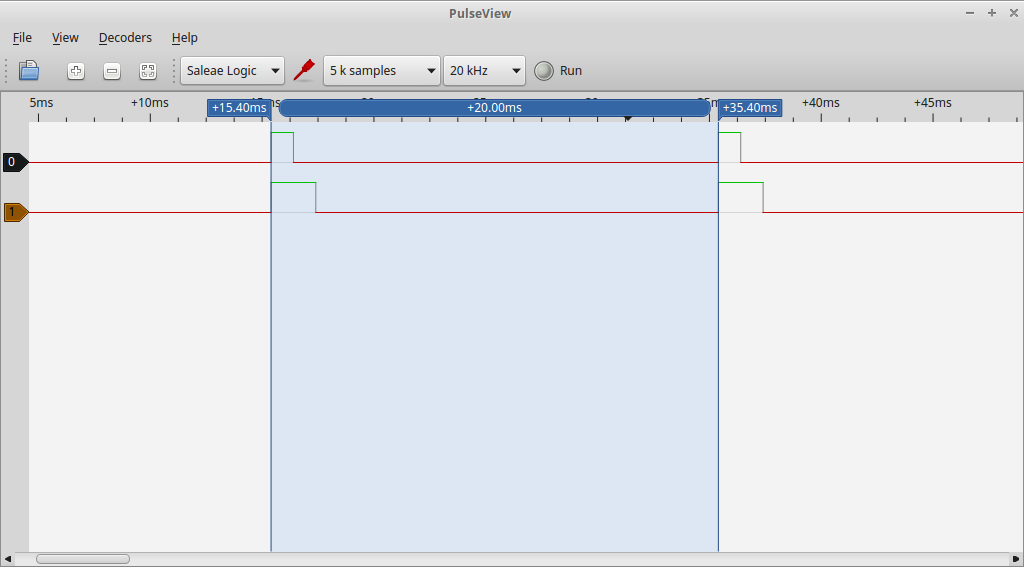 PulseView
File View Decoders Help
Saleae Logic 5 k samples 20 kHz Run
5ms +10ms +15.40ms +20.00ms +35.40ms +40ms +45ms
0
1